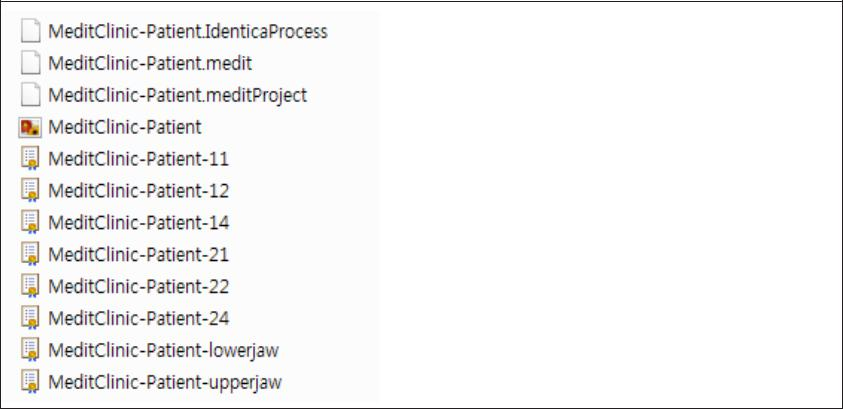 MeditClinic-Patient.IdenticaProcess
MeditClinic-Patient.medit
MeditClinic-Patient.meditProject
MeditClinic-Patient
MeditClinic-Patient-11
MeditClinic-Patient-12
MeditClinic-Patient-14
MeditClinic-Patient-21
MeditClinic-Patient-22
MeditClinic-Patient-24
MeditClinic-Patient-lowerjaw
MeditClinic-Patient-upperjaw